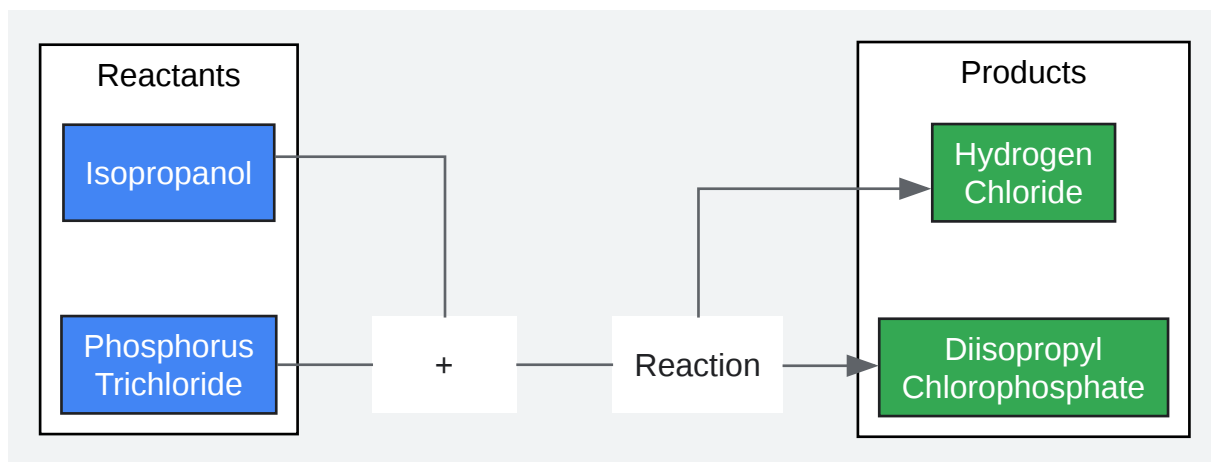 Reactants
Products
Isopropanol
Hydrogen
Chloride
Phosphorus
Trichloride
+
Reaction
Diisopropyl
Chlorophosphate